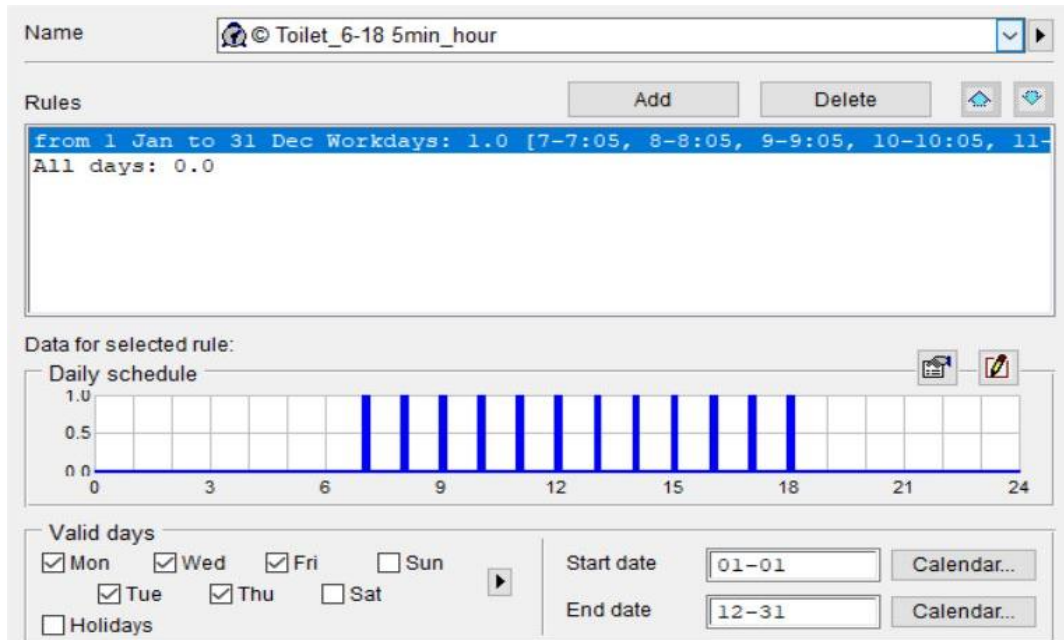 Name © Toilet_6-18 5min_hour
Rules Add Delete
from 1 Jan to 31 Dec Workdays: 1.0 [7-7:05, 8-8:05, 9-9:05, 10-10:05, 11-
All days: 0.0
Data for selected rule:
Daily schedule
1.0
0.5
0.0
0 3 6 9 12 15 18 21 24
Valid days
Mon Wed Fri Sun
Tue Thu Sat
Holidays
Start date 01-01 Calendar...
End date 12-31 Calendar...